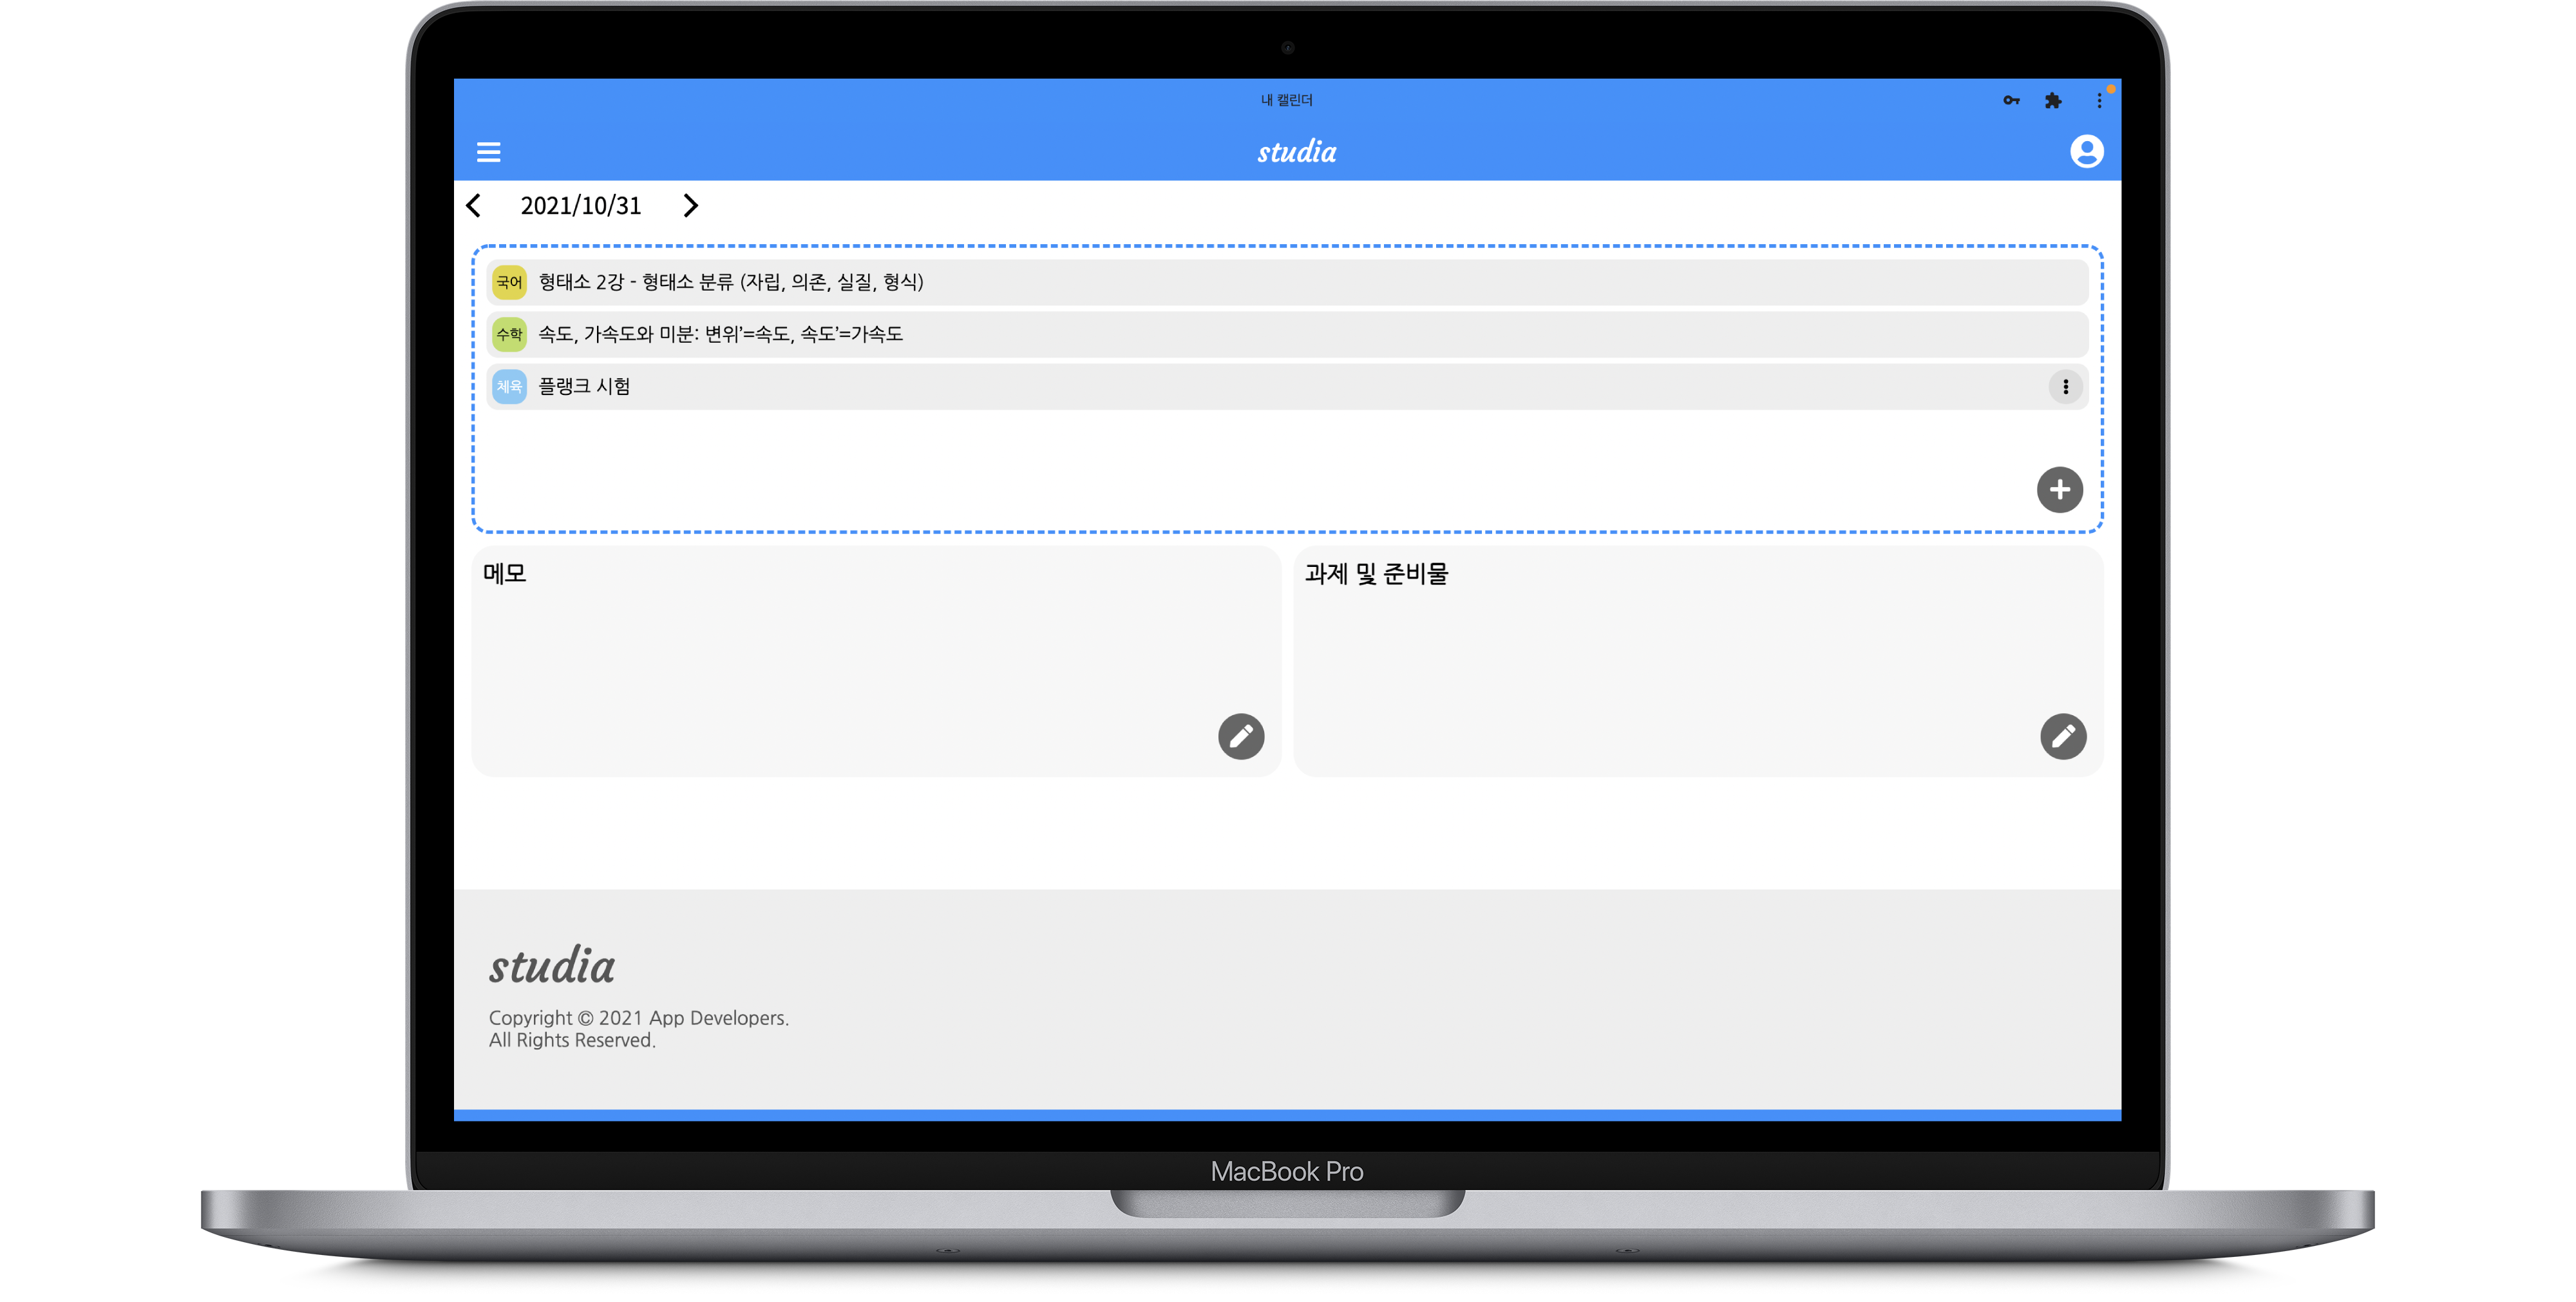 내 캘린더
studia
2021/10/31
국어 형태소 2강 - 형태소 분류 (자립, 의존, 실질, 형식)
수학 속도, 가속도와 미분: 변위’=속도, 속도’=가속도
체육 플랭크 시험
메모
과제 및 준비물
studia
Copyright © 2021 App Developers.
All Rights Reserved.
MacBook Pro